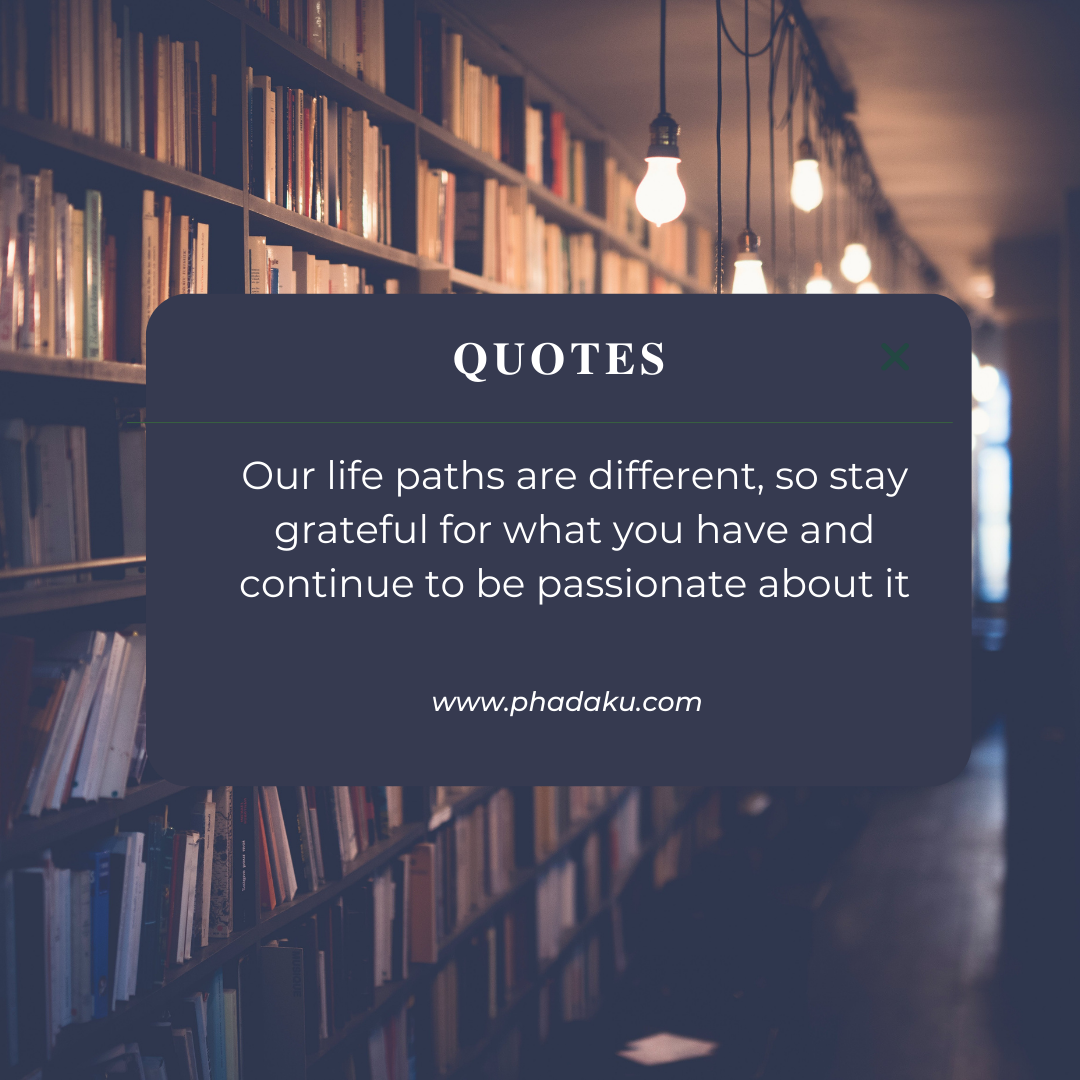 QUOTES
Our life paths are different, so stay
grateful for what you have and
continue to be passionate about it
www.phadaku.com